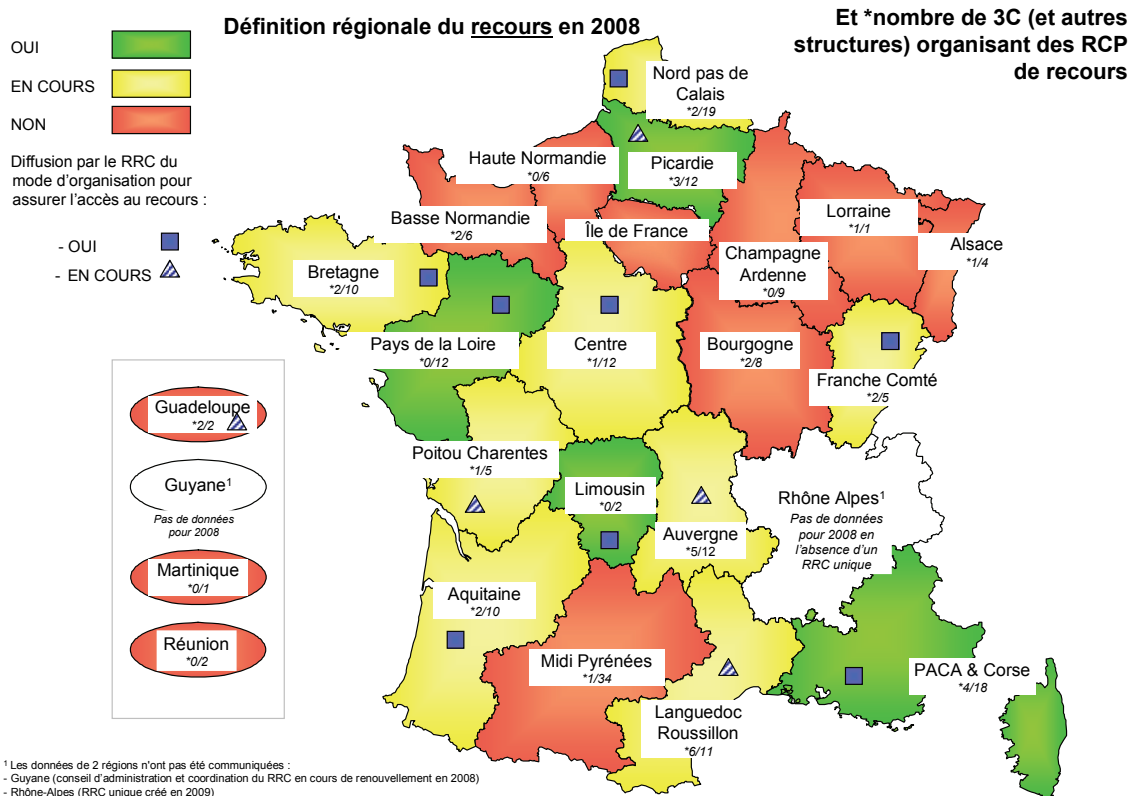 Définition régionale du recours en 2008
Et *nombre de 3C (et autres
structures) organisant des RCP
de recours
OUI
EN COURS
NON
Diffusion par le RRC du
mode d'organisation pour
assurer l'accès au recours :
- OUI
- EN COURS
Nord pas de
Calais
*2/19
Haute Normandie
*0/6
Picardie
*3/12
Basse Normandie
*2/6
Île de France
Lorraine
*1/1
Alsace
*1/4
Champagne
Ardenne
*0/9
Bretagne
*2/10
Pays de la Loire
*0/12
Centre
*1/12
Bourgogne
*2/8
Franche Comté
*2/5
Poitou Charentes
*1/5
Limousin
*0/2
Auvergne
*5/12
Rhône Alpes¹
Pas de données
pour 2008 en
l'absence d'un
RRC unique
Aquitaine
*2/10
Midi Pyrénées
*1/34
Languedoc
Roussillon
*6/11
PACA & Corse
*4/18
Guadeloupe
*2/2
Guyane¹
Pas de données
pour 2008
Martinique
*0/1
Réunion
*0/2
¹ Les données de 2 régions n'ont pas été communiquées :
- Guyane (conseil d'administration et coordination du RRC en cours de renouvellement en 2008)
- Rhône-Alpes (RRC unique créé en 2009)